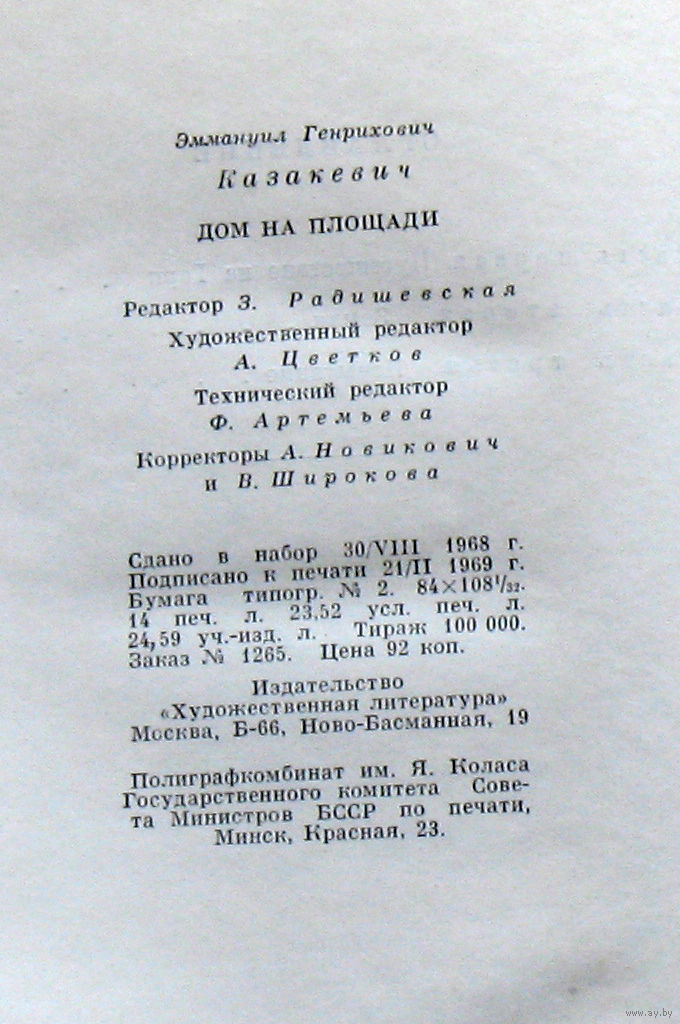 Эммануил Генрихович
Казакевич
ДОМ НА ПЛОЩАДИ
Редактор З. Радишевская
Художественный редактор
А. Цветков
Технический редактор
Ф. Артемьева
Корректоры А. Новикович
и В. Широкова
Сдано в набор 30/VIII 1968 г.
Подписано к печати 21/II 1969 г.
Бумага типогр. № 2. 84×108¹/₃₂.
14 печ. л. 23,52 усл. печ. л.
24,59 уч.-изд. л. Тираж 100 000.
Заказ № 1265. Цена 92 коп.
Издательство
«Художественная литература»
Москва, Б-66, Ново-Басманная, 19
Полиграфкомбинат им. Я. Коласа
Государственного комитета Сове-
та Министров БССР по печати,
Минск, Красная, 23.
www.ay.by